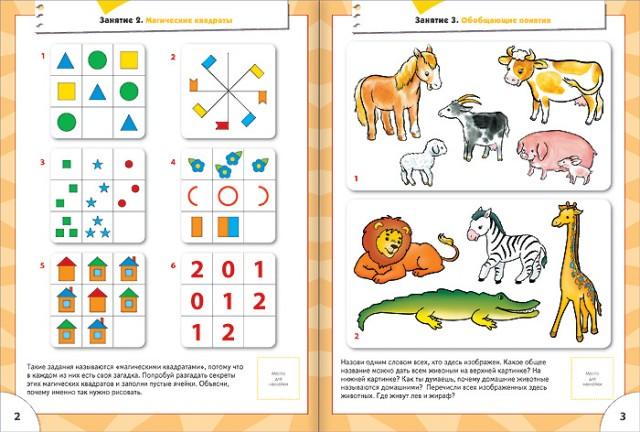 Занятие 2. Магические квадраты
1
2
3
4
5
6
2 0 1
0 1 2
1 2
Такие задания называются «магическими квадратами», потому что
в каждом из них есть своя загадка. Попробуй разгадать секреты
этих магических квадратов и заполни пустые ячейки. Объясни,
почему именно так нужно рисовать.
Место
для
наклейки
2
Занятие 3. Обобщающие понятия
1
2
Назови одним словом всех, кто здесь изображен. Какое общее
название можно дать всем животным на верхней картинке? На
нижней картинке? Как ты думаешь, почему домашние животные
называются домашними? Перечисли всех изображенных здесь
животных. Где живут лев и жираф?
Место
для
наклейки
3